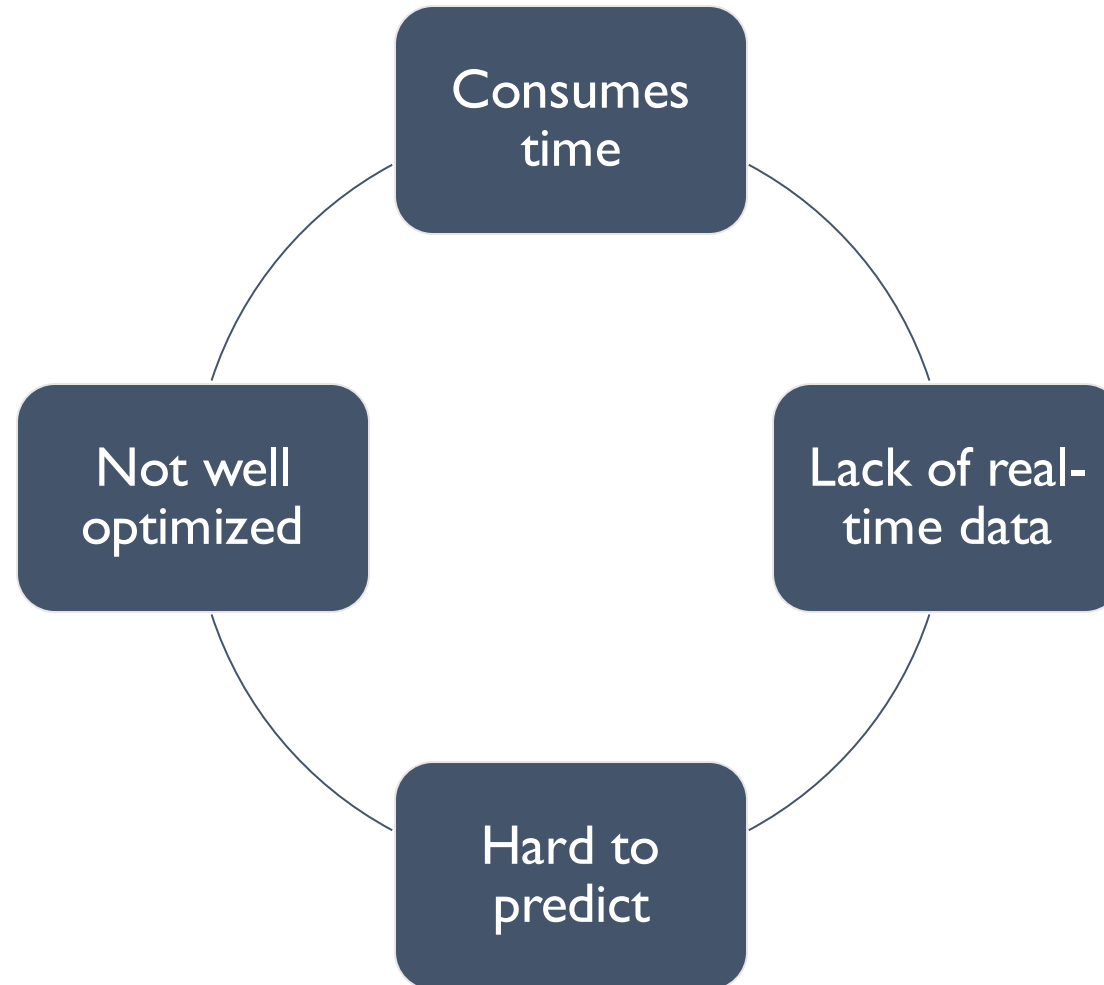 Consumes
time
Lack of real-
time data
Hard to
predict
Not well
optimized